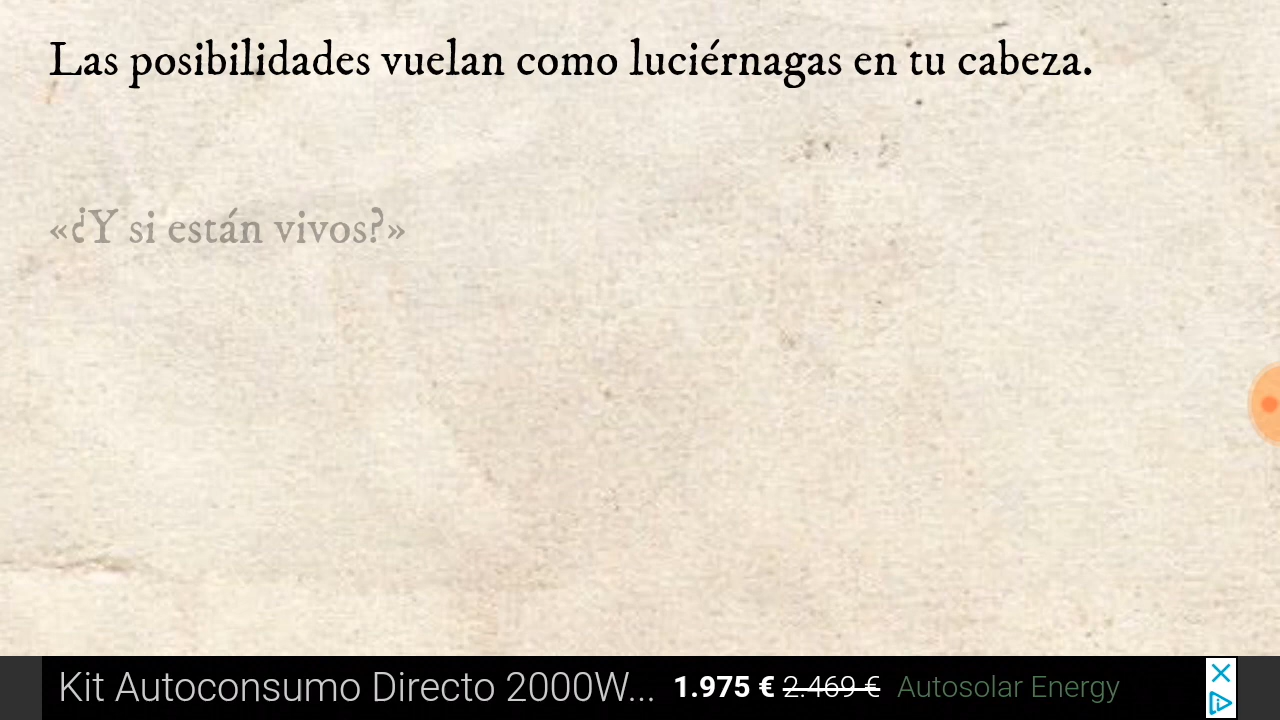 Las posibilidades vuelan como luciérnagas en tu cabeza.
«¿Y si están vivos?»
Kit Autoconsumo Directo 2000W... 1.975 € 2.469 € Autosolar Energy